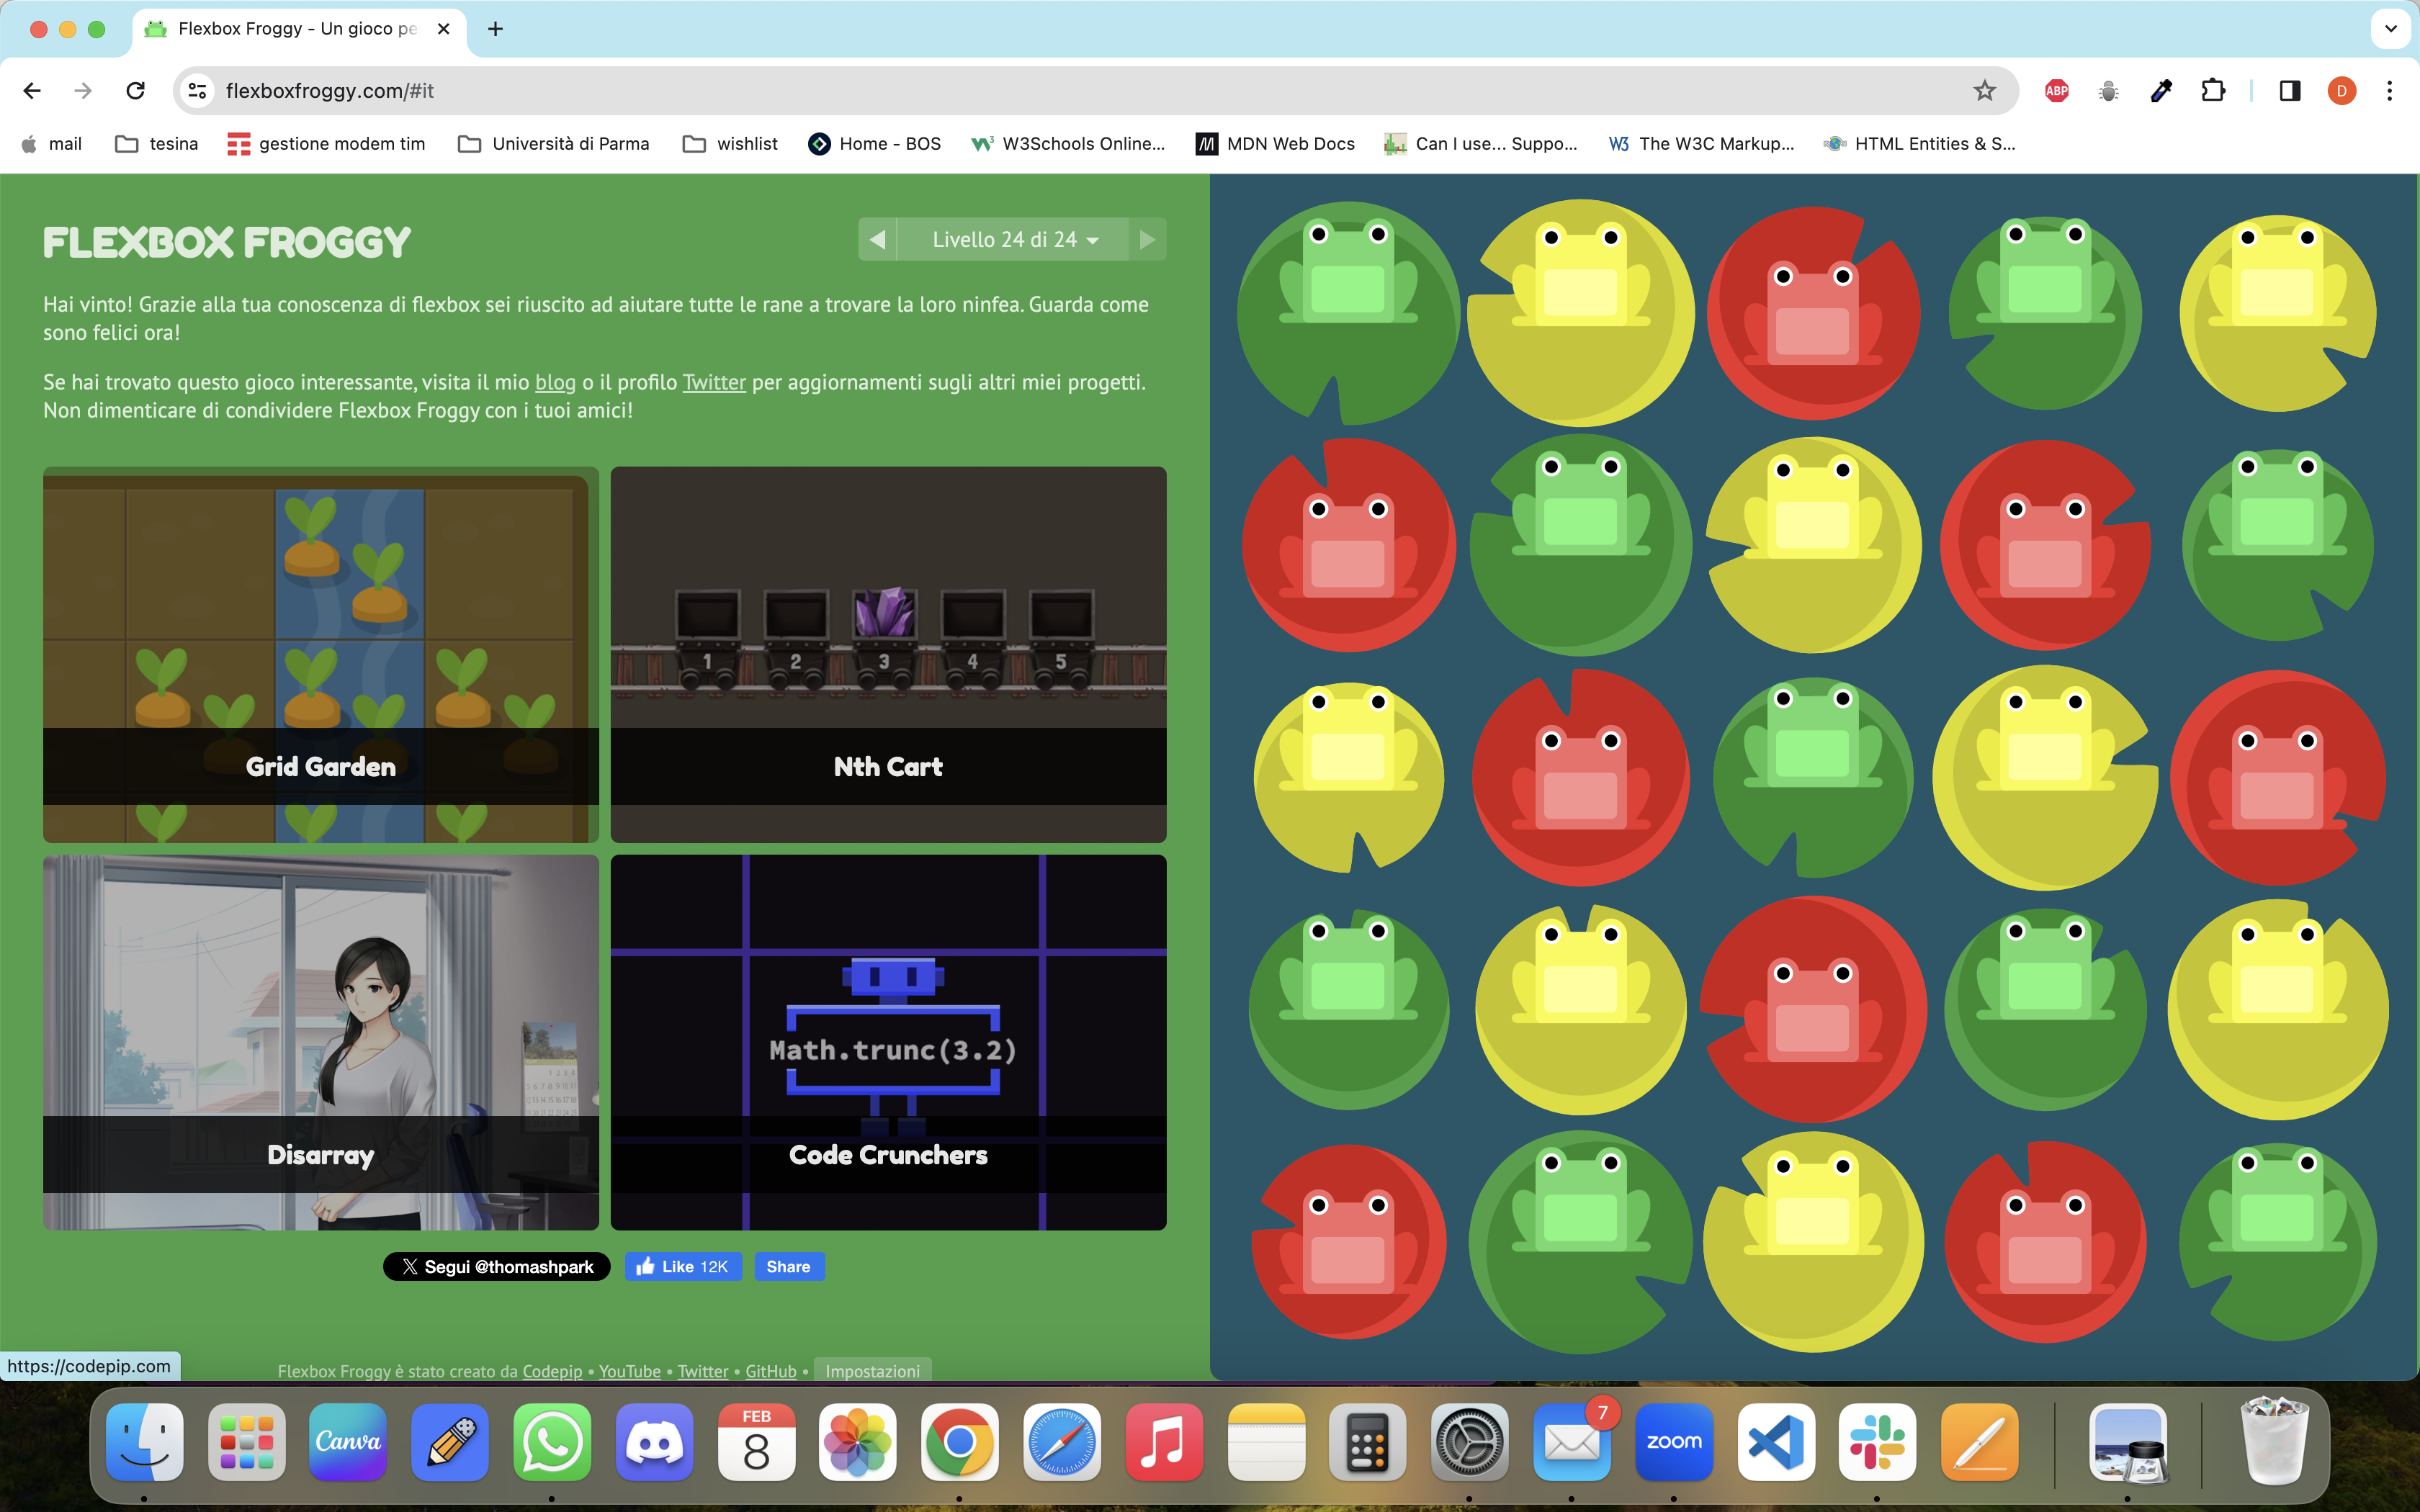 Flexbox Froggy - Un gioco pe
flexboxfroggy.com/#it
ABP
D
mail
tesina
gestione modem tim
Università di Parma
wishlist
Home - BOS
W3Schools Online...
MDN Web Docs
Can I use... Suppo...
The W3C Markup...
HTML Entities & S...
FLEXBOX FROGGY
Livello 24 di 24
Hai vinto! Grazie alla tua conoscenza di flexbox sei riuscito ad aiutare tutte le rane a trovare la loro ninfea. Guarda come
sono felici ora!
Se hai trovato questo gioco interessante, visita il mio blog o il profilo Twitter per aggiornamenti sugli altri miei progetti.
Non dimenticare di condividere Flexbox Froggy con i tuoi amici!
1 2 3 4 5
Grid Garden
Nth Cart
Math.trunc(3.2)
Disarray
Code Crunchers
Segui @thomashpark
Like 12K
Share
https://codepip.com
Flexbox Froggy è stato creato da Codepip • YouTube • Twitter • GitHub • Impostazioni
Canva
FEB
8
7
zoom